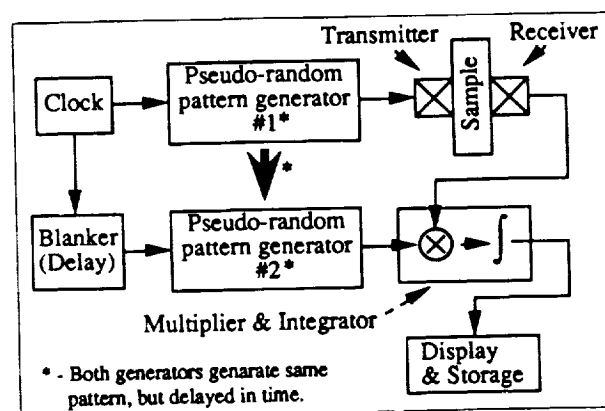 Transmitter
Receiver
Clock
Pseudo-random
pattern generator
#1*
Sample
*
Blanker
(Delay)
Pseudo-random
pattern generator
#2*
∫
Multiplier & Integrator
Display
& Storage
* - Both generators genarate same
pattern, but delayed in time.